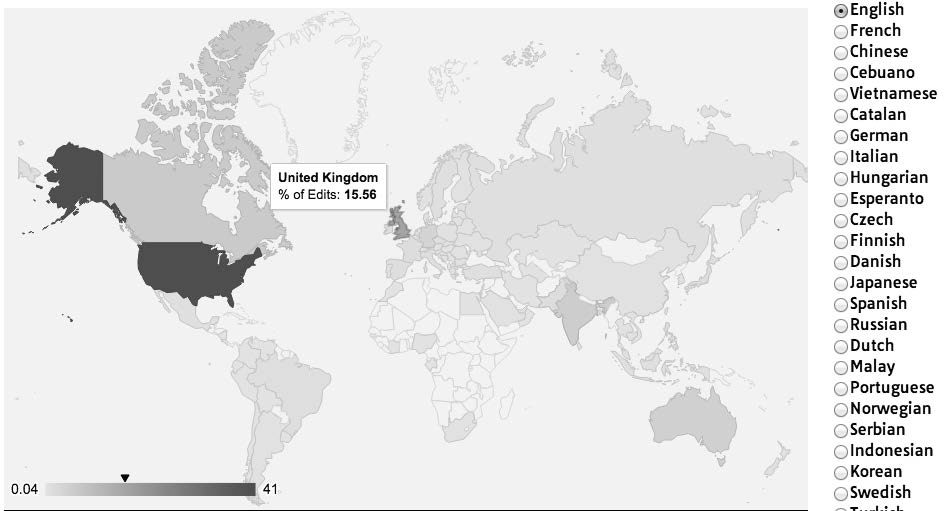 United Kingdom
% of Edits: 15.56
0.04
41
English
French
Chinese
Cebuano
Vietnamese
Catalan
German
Italian
Hungarian
Esperanto
Czech
Finnish
Danish
Japanese
Spanish
Russian
Dutch
Malay
Portuguese
Norwegian
Serbian
Indonesian
Korean
Swedish